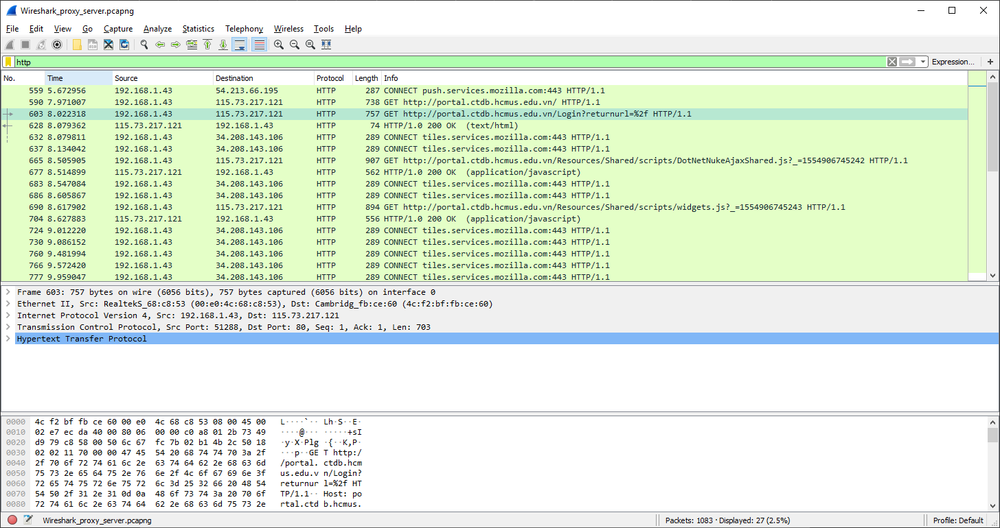 Wireshark_proxy_server.pcapng
File Edit View Go Capture Analyze Statistics Telephony Wireless Tools Help
http Expression... +
No. Time Source Destination Protocol Length Info
559 5.672956 192.168.1.43 54.213.66.195 HTTP 287 CONNECT push.services.mozilla.com:443 HTTP/1.1
590 7.971007 192.168.1.43 115.73.217.121 HTTP 738 GET http://portal.ctdb.hcmus.edu.vn/ HTTP/1.1
603 8.022318 192.168.1.43 115.73.217.121 HTTP 757 GET http://portal.ctdb.hcmus.edu.vn/Login?returnurl=%2f HTTP/1.1
628 8.079362 115.73.217.121 192.168.1.43 HTTP 74 HTTP/1.0 200 OK (text/html)
632 8.079811 192.168.1.43 34.208.143.106 HTTP 289 CONNECT tiles.services.mozilla.com:443 HTTP/1.1
637 8.134042 192.168.1.43 34.208.143.106 HTTP 289 CONNECT tiles.services.mozilla.com:443 HTTP/1.1
665 8.505905 192.168.1.43 115.73.217.121 HTTP 907 GET http://portal.ctdb.hcmus.edu.vn/Resources/Shared/scripts/DotNetNukeAjaxShared.js?_=1554906745242 HTTP/1.1
677 8.514899 115.73.217.121 192.168.1.43 HTTP 562 HTTP/1.0 200 OK (application/javascript)
683 8.547084 192.168.1.43 34.208.143.106 HTTP 289 CONNECT tiles.services.mozilla.com:443 HTTP/1.1
686 8.605867 192.168.1.43 34.208.143.106 HTTP 289 CONNECT tiles.services.mozilla.com:443 HTTP/1.1
690 8.617902 192.168.1.43 115.73.217.121 HTTP 894 GET http://portal.ctdb.hcmus.edu.vn/Resources/Shared/scripts/widgets.js?_=1554906745243 HTTP/1.1
704 8.627883 115.73.217.121 192.168.1.43 HTTP 556 HTTP/1.0 200 OK (application/javascript)
724 9.012220 192.168.1.43 34.208.143.106 HTTP 289 CONNECT tiles.services.mozilla.com:443 HTTP/1.1
730 9.086152 192.168.1.43 34.208.143.106 HTTP 289 CONNECT tiles.services.mozilla.com:443 HTTP/1.1
760 9.481994 192.168.1.43 34.208.143.106 HTTP 289 CONNECT tiles.services.mozilla.com:443 HTTP/1.1
766 9.572420 192.168.1.43 34.208.143.106 HTTP 289 CONNECT tiles.services.mozilla.com:443 HTTP/1.1
777 9.959047 192.168.1.43 34.208.143.106 HTTP 289 CONNECT tiles.services.mozilla.com:443 HTTP/1.1
Frame 603: 757 bytes on wire (6056 bits), 757 bytes captured (6056 bits) on interface 0
Ethernet II, Src: RealtekS_68:c8:53 (00:e0:4c:68:c8:53), Dst: Cambridg_fb:ce:60 (4c:f2:bf:fb:ce:60)
Internet Protocol Version 4, Src: 192.168.1.43, Dst: 115.73.217.121
Transmission Control Protocol, Src Port: 51288, Dst Port: 80, Seq: 1, Ack: 1, Len: 703
Hypertext Transfer Protocol
0000 4c f2 bf fb ce 60 00 e0 4c 68 c8 53 08 00 45 00 L····`·· Lh·S··E·
0010 02 e7 ec da 40 00 80 06 00 00 c0 a8 01 2b 73 49 ····@··· ·····+sI
0020 d9 79 c8 58 00 50 6c 67 fc 7b 02 b1 4b 2c 50 18 ·y·X·Plg ·{··K,P·
0030 02 02 11 70 00 00 47 45 54 20 68 74 74 70 3a 2f ···p··GE T http:/
0040 2f 70 6f 72 74 61 6c 2e 63 74 64 62 2e 68 63 6d /portal. ctdb.hcm
0050 75 73 2e 65 64 75 2e 76 6e 2f 4c 6f 67 69 6e 3f us.edu.v n/Login?
0060 72 65 74 75 72 6e 75 72 6c 3d 25 32 66 20 48 54 returnur l=%2f HT
0070 54 50 2f 31 2e 31 0d 0a 48 6f 73 74 3a 20 70 6f TP/1.1·· Host: po
0080 72 74 61 6c 2e 63 74 64 62 2e 68 63 6d 75 73 2e rtal.ctd b.hcmus.
Wireshark_proxy_server.pcapng Packets: 1083 · Displayed: 27 (2.5%) Profile: Default